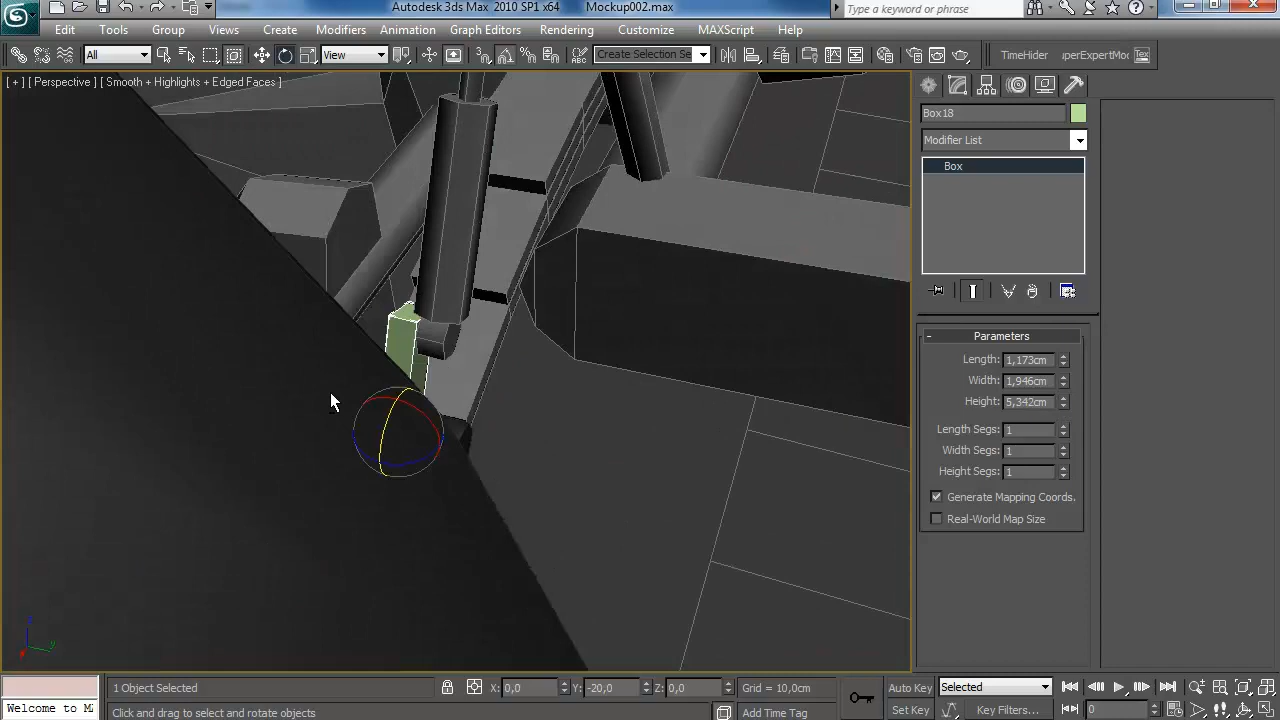 Autodesk 3ds Max 2010 SP1 x64 Mockup002.max
Type a keyword or phrase
Edit Tools Group Views Create Modifiers Animation Graph Editors Rendering Customize MAXScript Help
All View Create Selection Se TimeHider
[ + ] [ Perspective ] [ Smooth + Highlights + Edged Faces ]
Box18
Modifier List
Box
- Parameters
Length: 1,173cm
Width: 1,946cm
Height: 5,342cm
Length Segs: 1
Width Segs: 1
Height Segs: 1
Generate Mapping Coords.
Real-World Map Size
1 Object Selected X: 0,0 Y: -20,0 Z: 0,0 Grid = 10,0cm Auto Key Selected
Welcome to Click and drag to select and rotate objects Add Time Tag Set Key Key Filters... 0